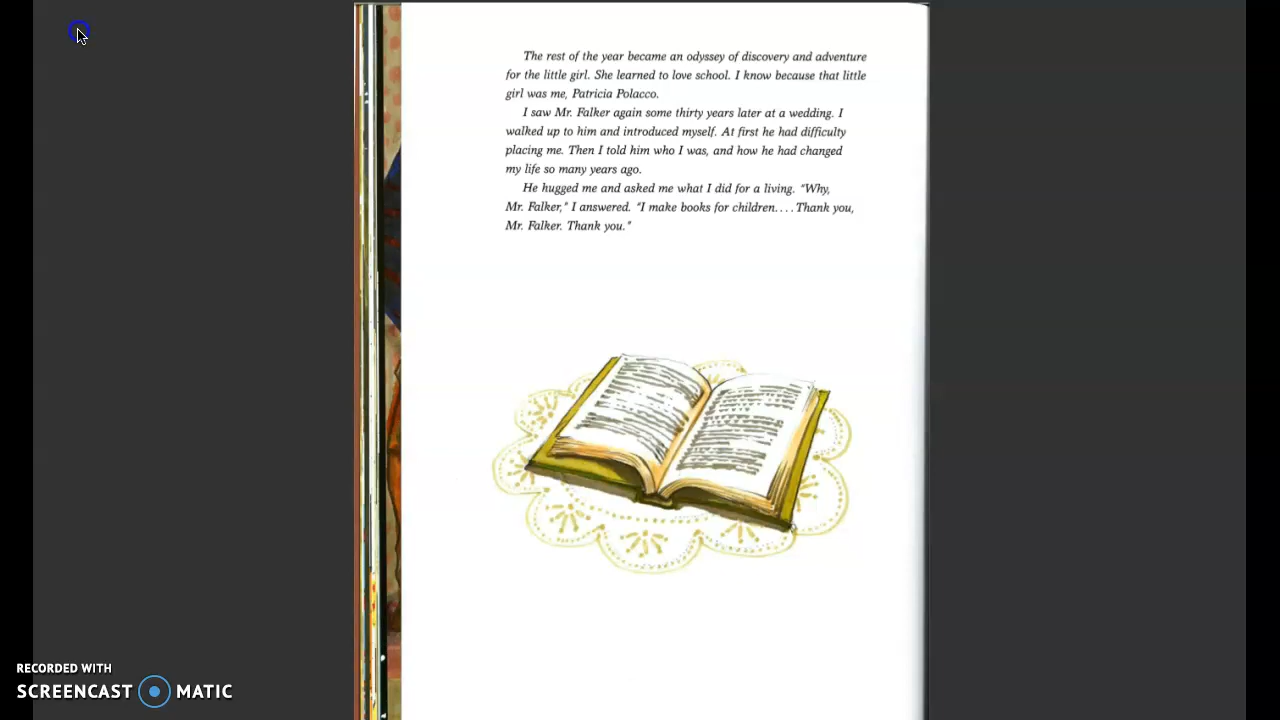 The rest of the year became an odyssey of discovery and adventure
for the little girl. She learned to love school. I know because that little
girl was me, Patricia Polacco.
I saw Mr. Falker again some thirty years later at a wedding. I
walked up to him and introduced myself. At first he had difficulty
placing me. Then I told him who I was, and how he had changed
my life so many years ago.
He hugged me and asked me what I did for a living. "Why,
Mr. Falker," I answered. "I make books for children.... Thank you,
Mr. Falker. Thank you."
RECORDED WITH
SCREENCAST MATIC